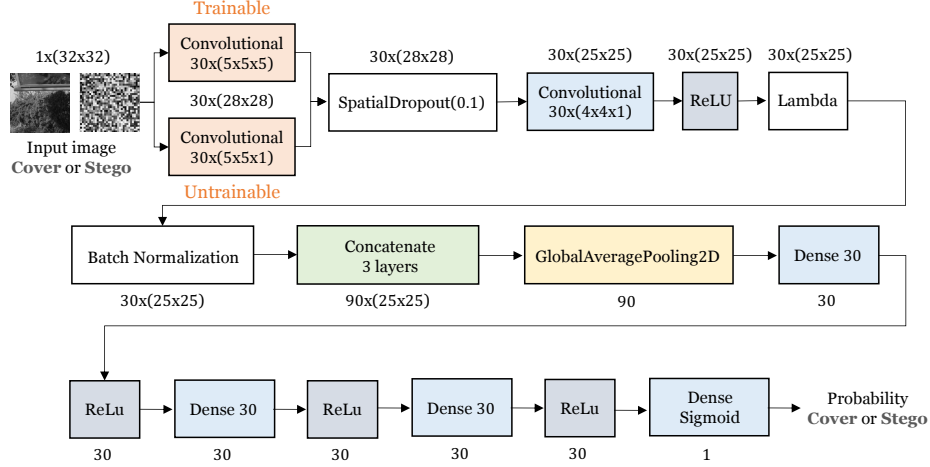 Trainable
1x(32x32)
Convolutional
30x(5x5x5)
30x(28x28)
Convolutional
30x(5x5x1)
Untrainable
Input image
Cover or Stego
30x(28x28)
SpatialDropout(0.1)
30x(25x25)
Convolutional
30x(4x4x1)
30x(25x25)
ReLU
30x(25x25)
Lambda
Batch Normalization
30x(25x25)
Concatenate
3 layers
90x(25x25)
GlobalAveragePooling2D
90
Dense 30
30
ReLu
30
Dense 30
30
ReLu
30
Dense 30
30
ReLu
30
Dense
Sigmoid
1
Probability
Cover or Stego